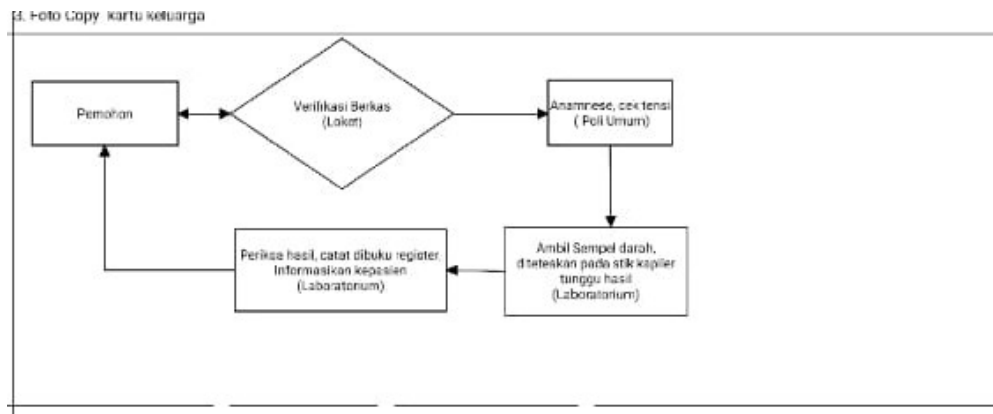 3. Foto Copy kartu keluarga
Pemohon
Verifikasi Berkas
(Loket)
Anamnese, cek tensi
( Poli Umum)
Ambil Sempel darah,
diteteskan pada stik kapiler
tunggu hasil
(Laboratorium)
Periksa hasil, catat dibuku register,
Informasikan kepasien
(Laboratorium)